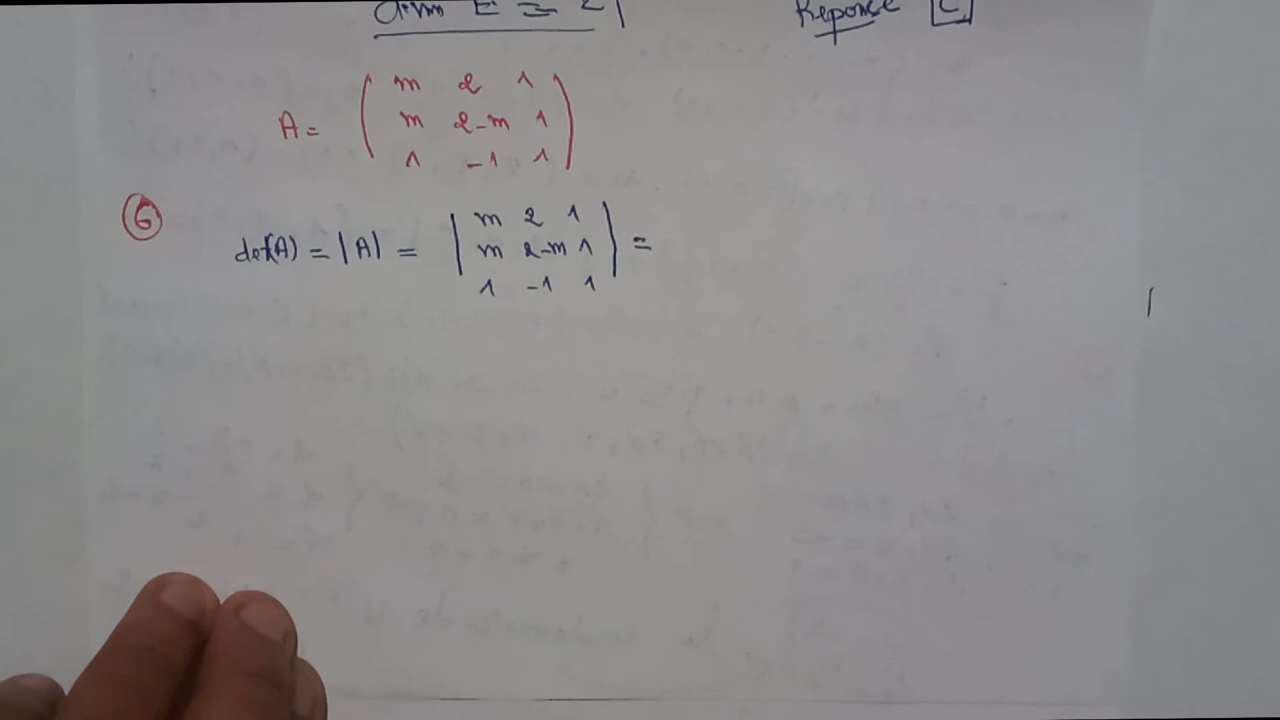 dim E = 2
Réponse C
m 2 1
A = m 2-m 1
1 -1 1
6
m 2 1
det(A) = |A| = m 2-m 1 =
1 -1 1